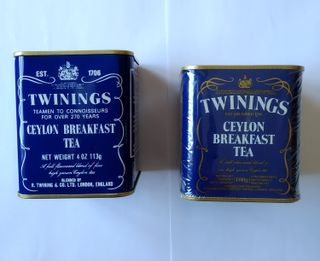 EST. 1706
TWININGS
TEAMEN TO CONNOISSEURS
FOR OVER 270 YEARS
CEYLON BREAKFAST
TEA
NET WEIGHT 4 OZ 113g
A full flavoured blend of fine
high grown Ceylon tea
BLENDED BY
R. TWINING & CO. LTD. LONDON, ENGLAND
TWININGS
CEYLON
BREAKFAST
TEA